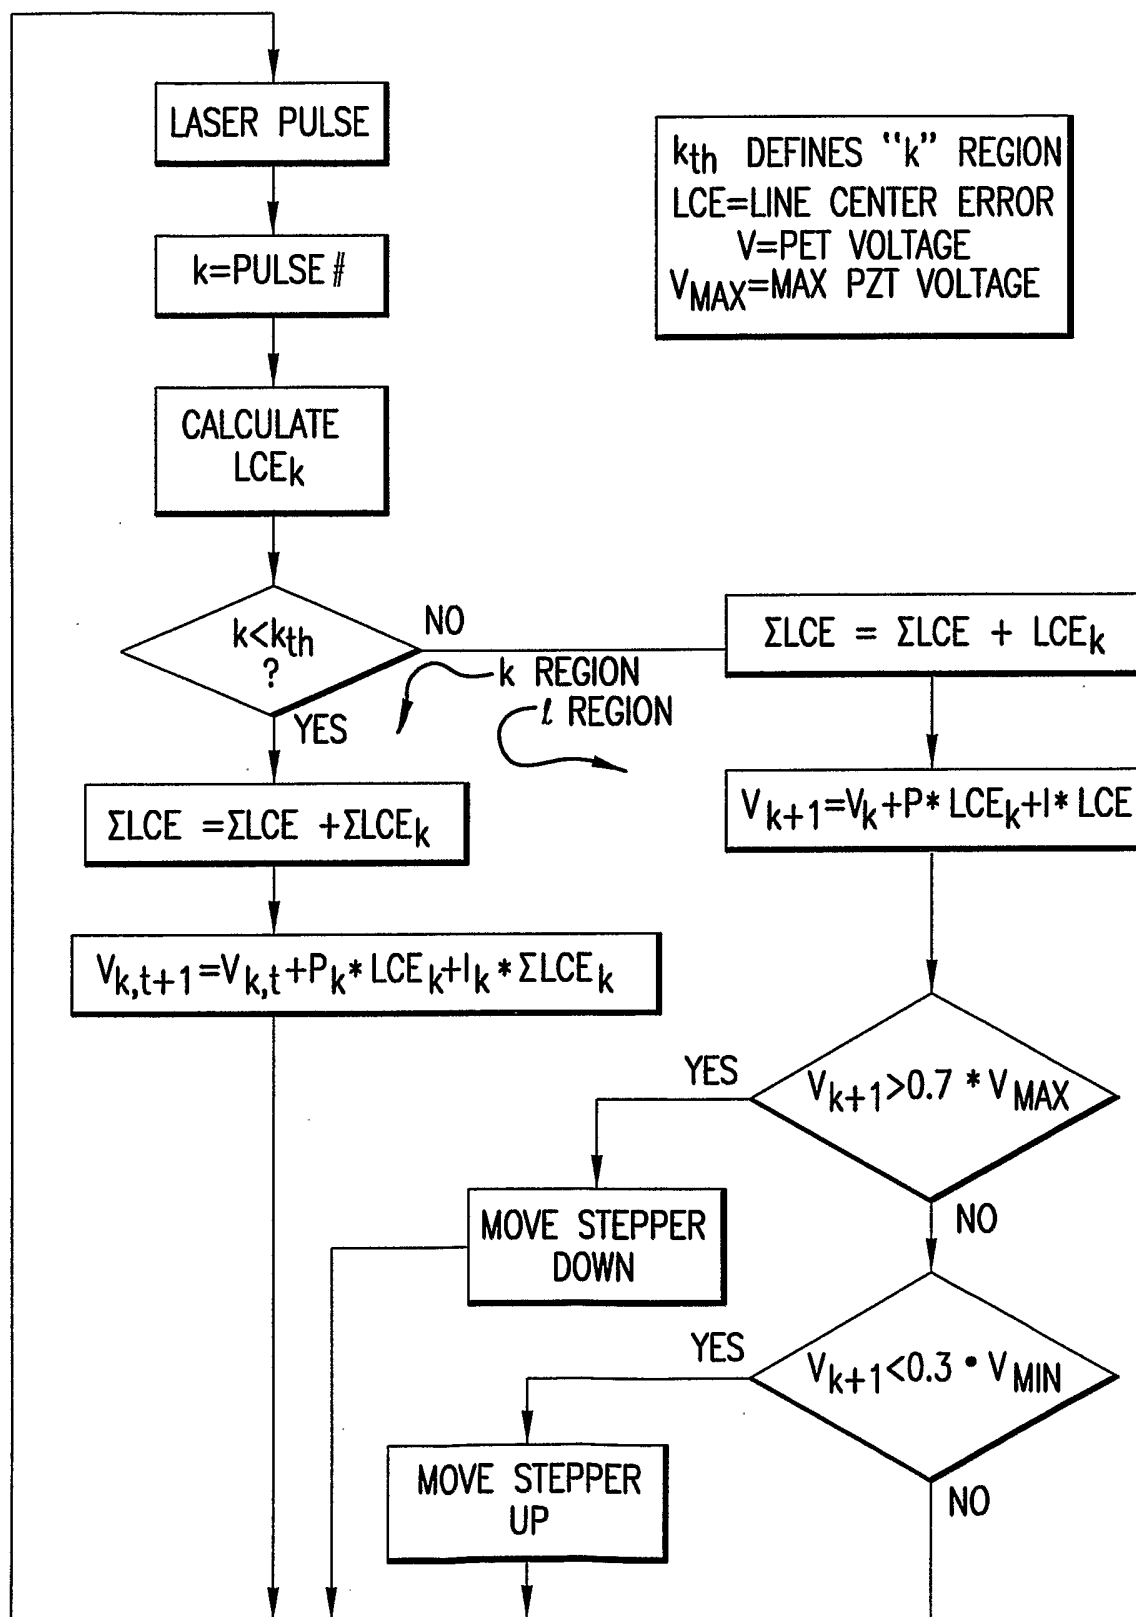 LASER PULSE
k=PULSE #
CALCULATE
LCEk
kth DEFINES "k" REGION
LCE=LINE CENTER ERROR
V=PET VOLTAGE
VMAX=MAX PZT VOLTAGE
k<kth
?
NO
YES
k REGION
ℓ REGION
ΣLCE =ΣLCE +ΣLCEk
Vk,t+1=Vk,t+Pk* LCEk+Ik* ΣLCEk
ΣLCE = ΣLCE + LCEk
Vk+1=Vk+P* LCEk+I* LCE
Vk+1>0.7 * VMAX
YES
NO
MOVE STEPPER
DOWN
Vk+1<0.3 • VMIN
YES
NO
MOVE STEPPER
UP